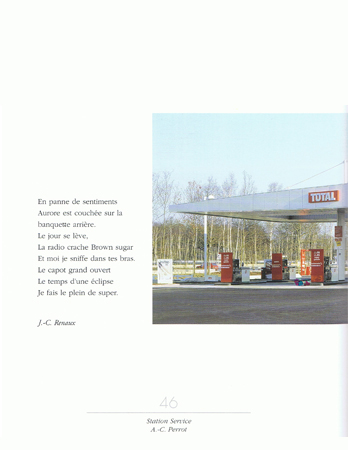 En panne de sentiments
Aurore est couchée sur la
banquette arrière.
Le jour se lève,
La radio crache Brown sugar
Et moi je sniffe dans tes bras.
Le capot grand ouvert
Le temps d'une éclipse
Je fais le plein de super.
J.-C. Renaux
TOTAL
46
Station Service
A.-C. Perrot